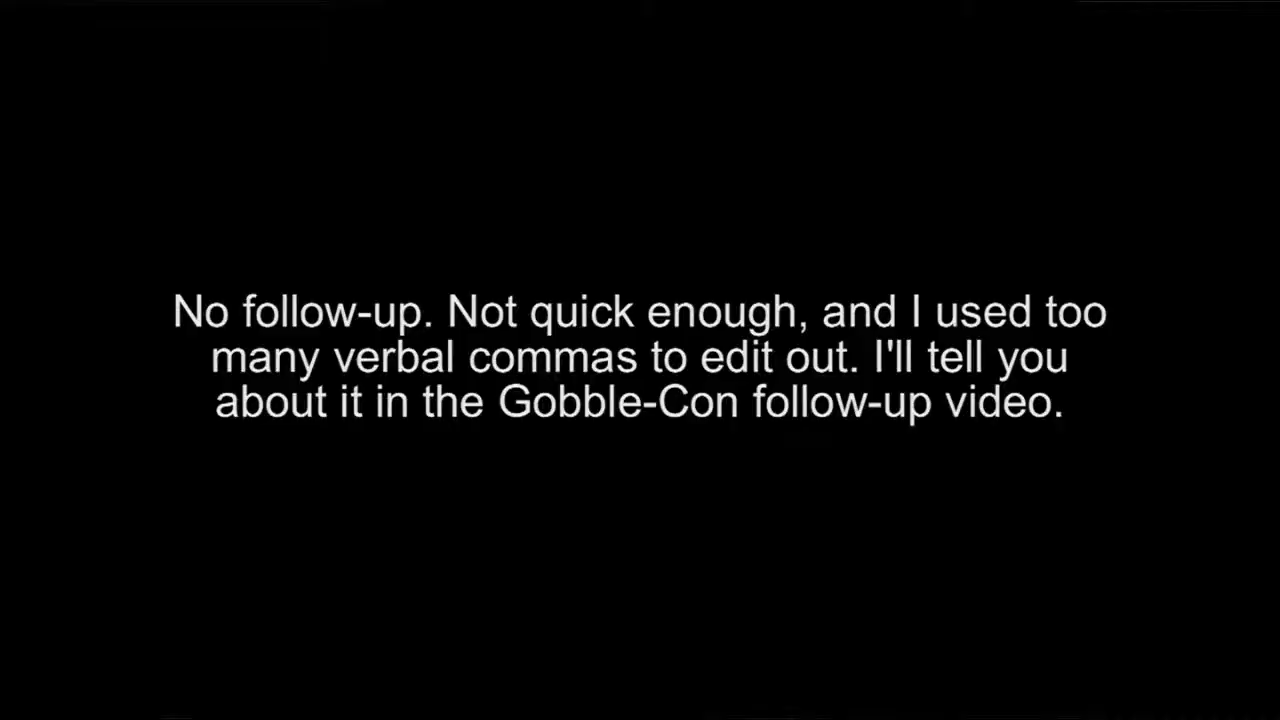 No follow-up. Not quick enough, and I used too
many verbal commas to edit out. I'll tell you
about it in the Gobble-Con follow-up video.